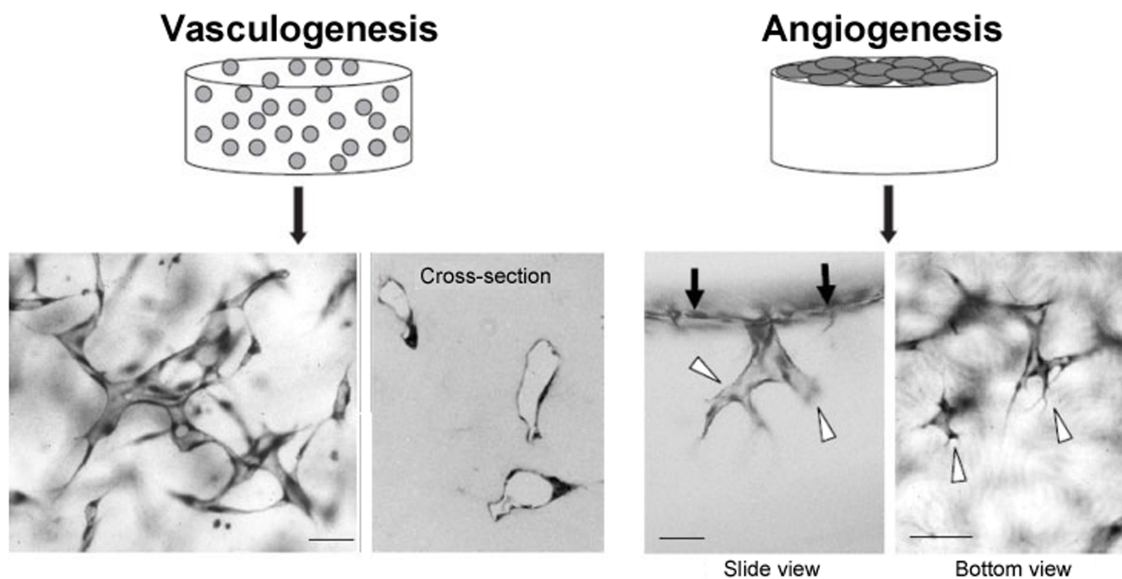 Vasculogenesis
Angiogenesis
Cross-section
Slide view
Bottom view